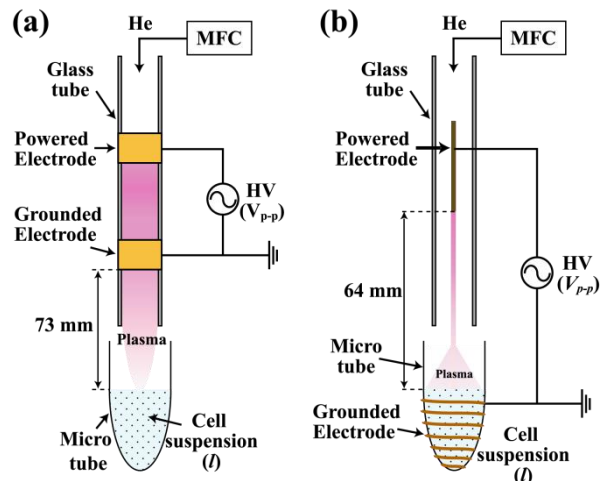 (a)
He
MFC
Glass
tube
Powered
Electrode
HV
(Vp-p)
Grounded
Electrode
73 mm
Plasma
Micro
tube
Cell
suspension
(l)
(b)
He
MFC
Glass
tube
Powered
Electrode
HV
(Vp-p)
64 mm
Micro
tube
Plasma
Grounded
Electrode
Cell
suspension
(l)